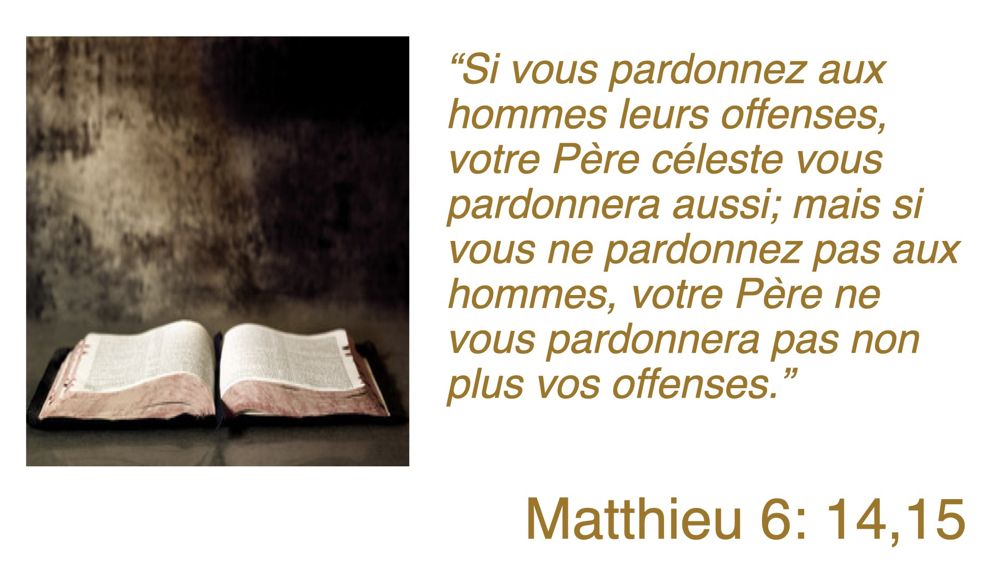 “Si vous pardonnez aux
hommes leurs offenses,
votre Père céleste vous
pardonnera aussi; mais si
vous ne pardonnez pas aux
hommes, votre Père ne
vous pardonnera pas non
plus vos offenses.”
Matthieu 6: 14,15